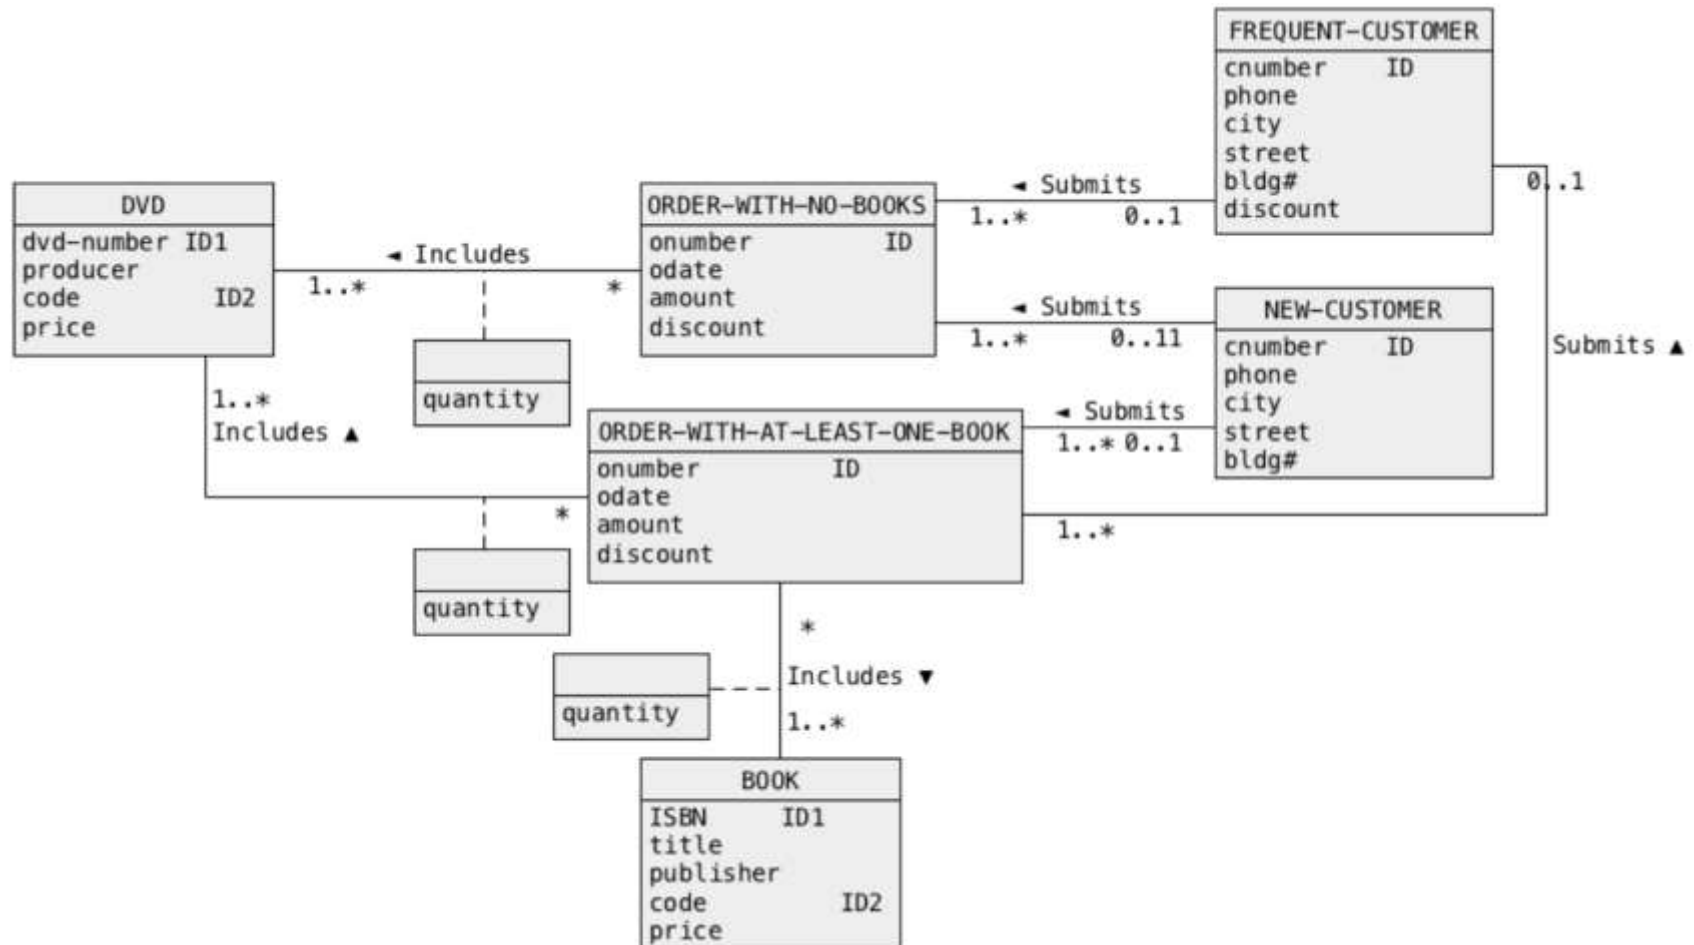 FREQUENT-CUSTOMER
cnumber ID
phone
city
street
bldg#
discount
0..1
◄ Submits
1..* 0..1
DVD
dvd-number ID1
producer
code ID2
price
◄ Includes
1..* *
quantity
ORDER-WITH-NO-BOOKS
onumber ID
odate
amount
discount
◄ Submits
1..* 0..11
NEW-CUSTOMER
cnumber ID
phone
city
street
bldg#
Submits ▲
1..*
Includes ▲
*
quantity
ORDER-WITH-AT-LEAST-ONE-BOOK
onumber ID
odate
amount
discount
◄ Submits
1..* 0..1
1..*
*
Includes ▼
1..*
quantity
BOOK
ISBN ID1
title
publisher
code ID2
price